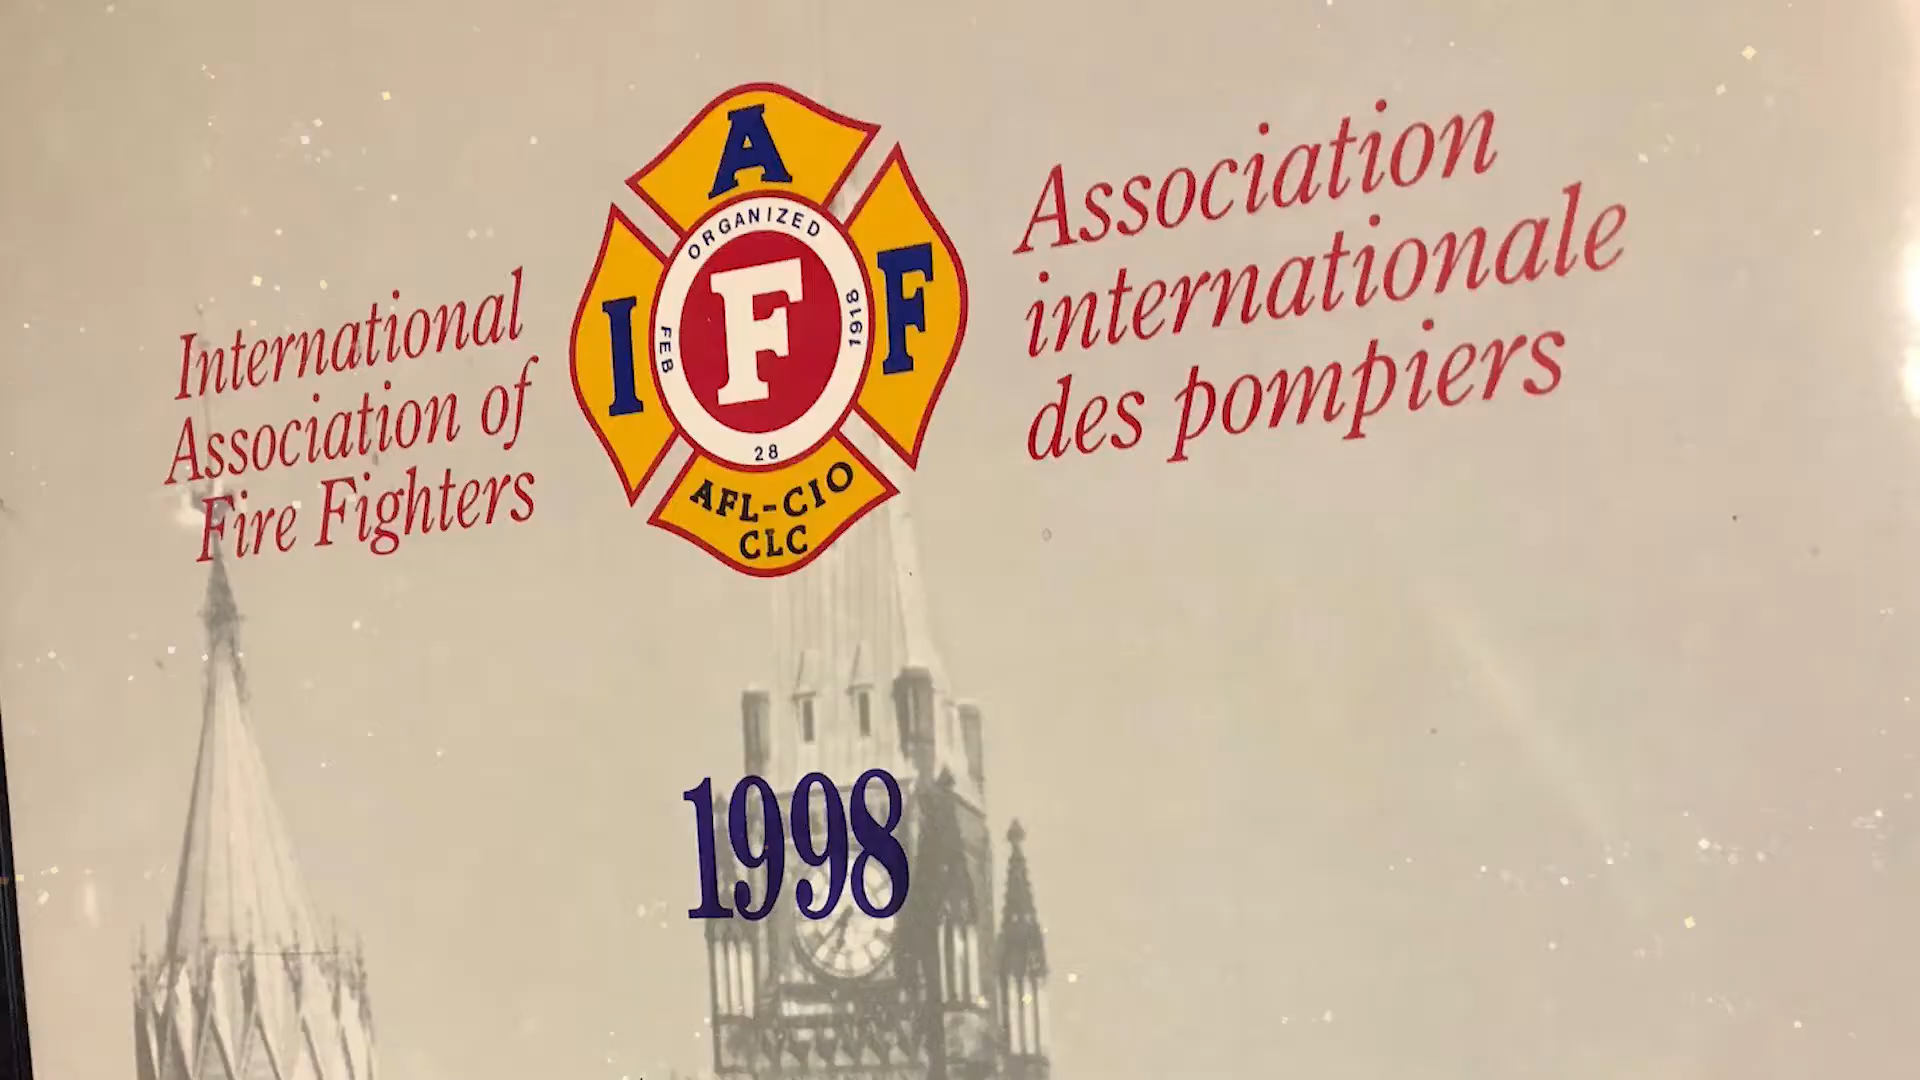 International
Association of
Fire Fighters
A
I
F
F
ORGANIZED
FEB
28
1918
AFL-CIO
CLC
Association
internationale
des pompiers
1998